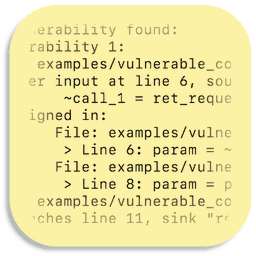 erability found:
rability 1:
examples/vulnerable_co
er input at line 6, sou
~call_1 = ret_reque
igned in:
File: examples/vulne
> Line 6: param = ~
File: examples/vulne
> Line 8: param = p
examples/vulnerable_co
ches line 11, sink "re